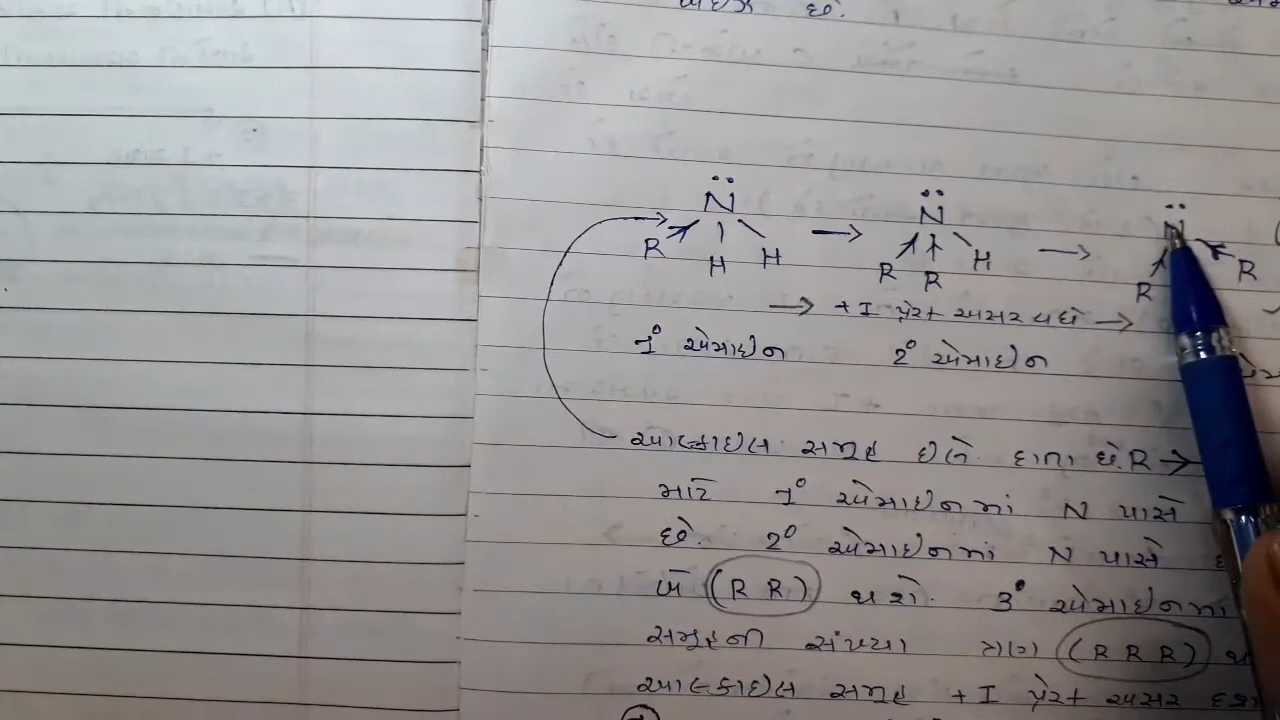 છે.
N̈ → N̈ → N̈
R H H R R H R R
→ +I પ્રેરક અસર વધે →
1° એમાઇન 2° એમાઇન
આલ્કાઇલ સમૂહ ઇલે. દાતા છે. R →
માટે 1° એમાઇનમાં N પાસે
છે. 2° એમાઇનમાં N પાસે
બે (R R) થશે. 3° એમાઇનમાં
સમૂહની સંખ્યા ત્રણ (R R R)
આલ્કાઇલ સમૂહ +I પ્રેરક અસર